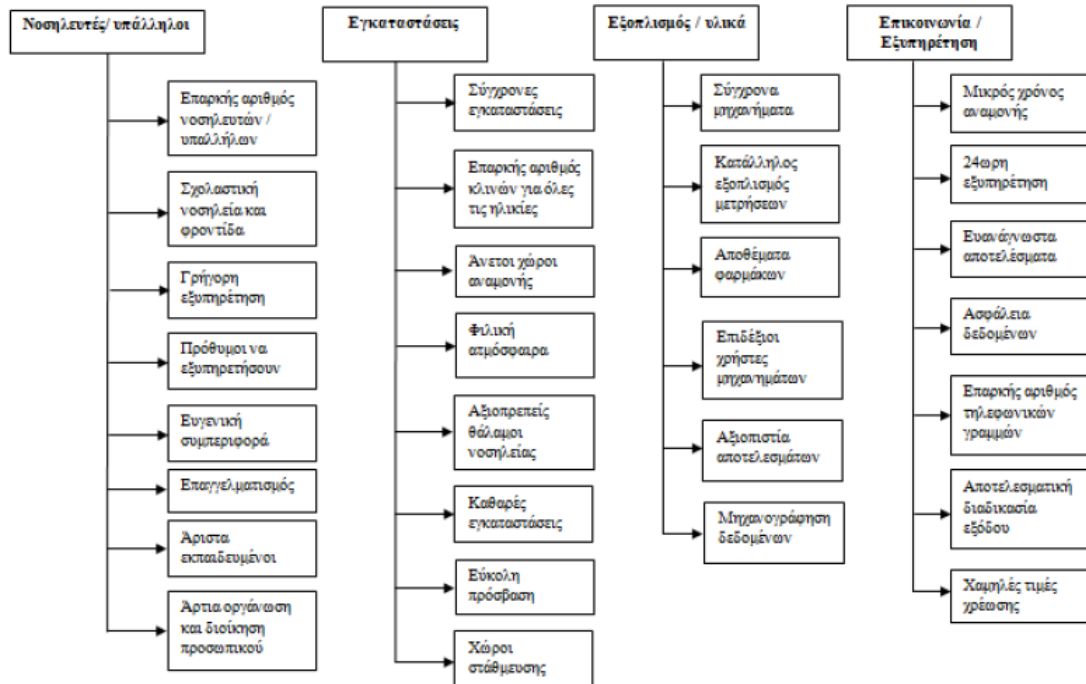 Νοσηλευτές/ υπάλληλοι
Επαρκής αριθμός
νοσηλευτών /
υπαλλήλων
Σχολαστική
νοσηλεία και
φροντίδα
Γρήγορη
εξυπηρέτηση
Πρόθυμοι να
εξυπηρετήσουν
Ευγενική
συμπεριφορά
Επαγγελματισμός
Άριστα
εκπαιδευμένοι
Άρτια οργάνωση
και διοίκηση
προσωπικού
Εγκαταστάσεις
Σύγχρονες
εγκαταστάσεις
Επαρκής αριθμός
κλινών για όλες
τις ηλικίες
Άνετοι χώροι
αναμονής
Φιλική
ατμόσφαιρα
Αξιοπρεπείς
θάλαμοι
νοσηλείας
Καθαρές
εγκαταστάσεις
Εύκολη
πρόσβαση
Χώροι
στάθμευσης
Εξοπλισμός / υλικά
Σύγχρονα
μηχανήματα
Κατάλληλος
εξοπλισμός
μετρήσεων
Αποθέματα
φαρμάκων
Επιδέξιοι
χρήστες
μηχανημάτων
Αξιοπιστία
αποτελεσμάτων
Μηχανογράφηση
δεδομένων
Επικοινωνία /
Εξυπηρέτηση
Μικρός χρόνος
αναμονής
24ωρη
εξυπηρέτηση
Ευανάγνωστα
αποτελέσματα
Ασφάλεια
δεδομένων
Επαρκής αριθμός
τηλεφωνικών
γραμμών
Αποτελεσματική
διαδικασία
εξόδου
Χαμηλές τιμές
χρέωσης